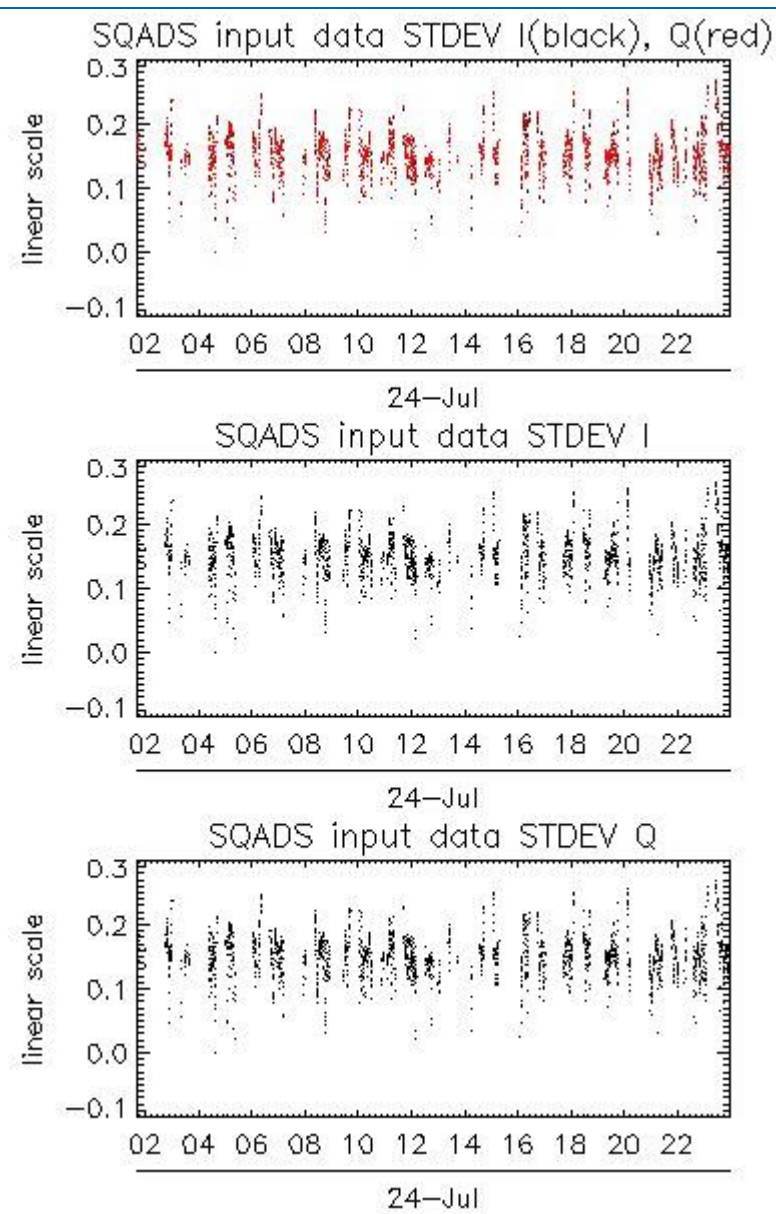 SQADS input data STDEV I(black), Q(red)
0.3
0.2
0.1
0.0
−0.1
linear scale
02 04 06 08 10 12 14 16 18 20 22
24−Jul
SQADS input data STDEV I
0.3
0.2
0.1
0.0
−0.1
linear scale
02 04 06 08 10 12 14 16 18 20 22
24−Jul
SQADS input data STDEV Q
0.3
0.2
0.1
0.0
−0.1
linear scale
02 04 06 08 10 12 14 16 18 20 22
24−Jul